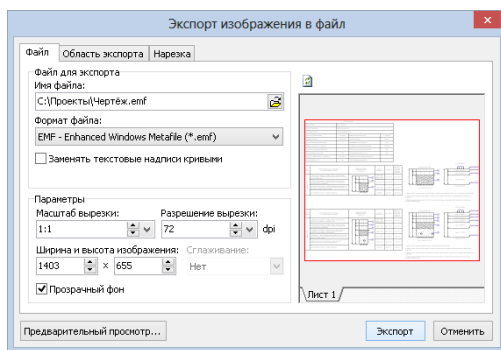 Экспорт изображения в файл
Файл Область экспорта Нарезка
Файл для экспорта
Имя файла:
C:\Проекты\Чертёж.emf
Формат файла:
EMF - Enhanced Windows Metafile (*.emf)
Заменять текстовые надписи кривыми
Параметры
Масштаб вырезки: Разрешение вырезки:
1:1 72 dpi
Ширина и высота изображения: Сглаживание:
1403 x 655 Нет
Прозрачный фон
Лист 1
Предварительный просмотр... Экспорт Отменить